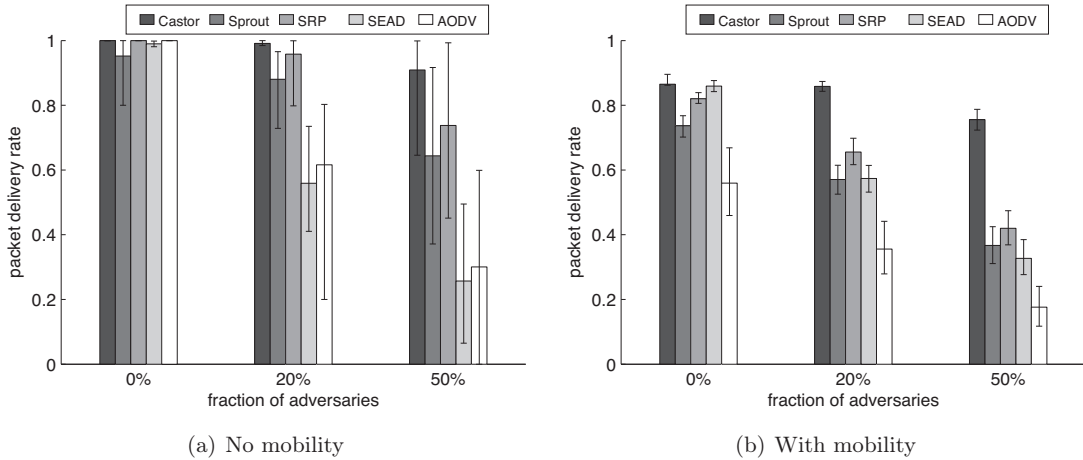 Castor Sprout SRP SEAD AODV
1
0.8
0.6
0.4
0.2
0
packet delivery rate
0% 20% 50%
fraction of adversaries
(a) No mobility
Castor Sprout SRP SEAD AODV
1
0.8
0.6
0.4
0.2
0
packet delivery rate
0% 20% 50%
fraction of adversaries
(b) With mobility